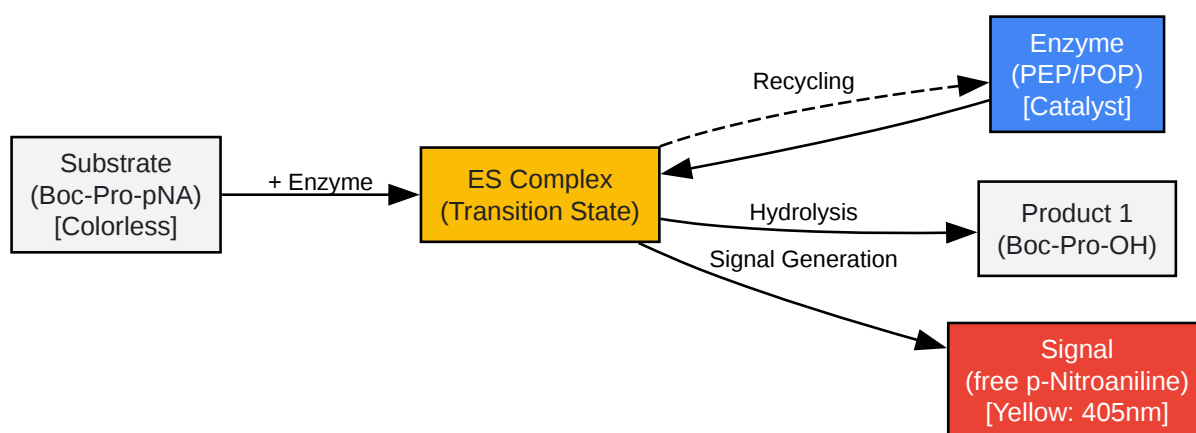 Substrate
(Boc-Pro-pNA)
[Colorless]
+ Enzyme
ES Complex
(Transition State)
Recycling
Enzyme
(PEP/POP)
[Catalyst]
Hydrolysis
Product 1
(Boc-Pro-OH)
Signal Generation
Signal
(free p-Nitroaniline)
[Yellow: 405nm]